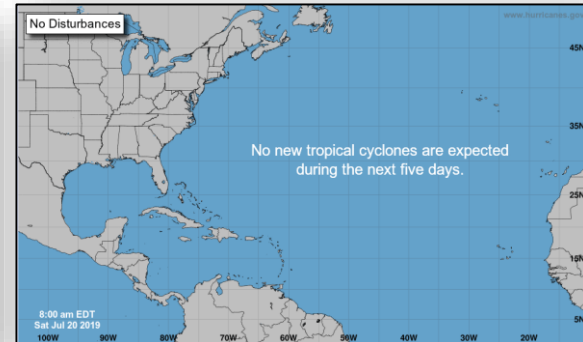 No Disturbances
www.hurricanes.gov
45N
35N
No new tropical cyclones are expected
during the next five days.
25N
15N
8:00 am EDT
Sat Jul 20 2019
5N
100W 90W 80W 70W 60W 50W 40W 30W 20W 10W